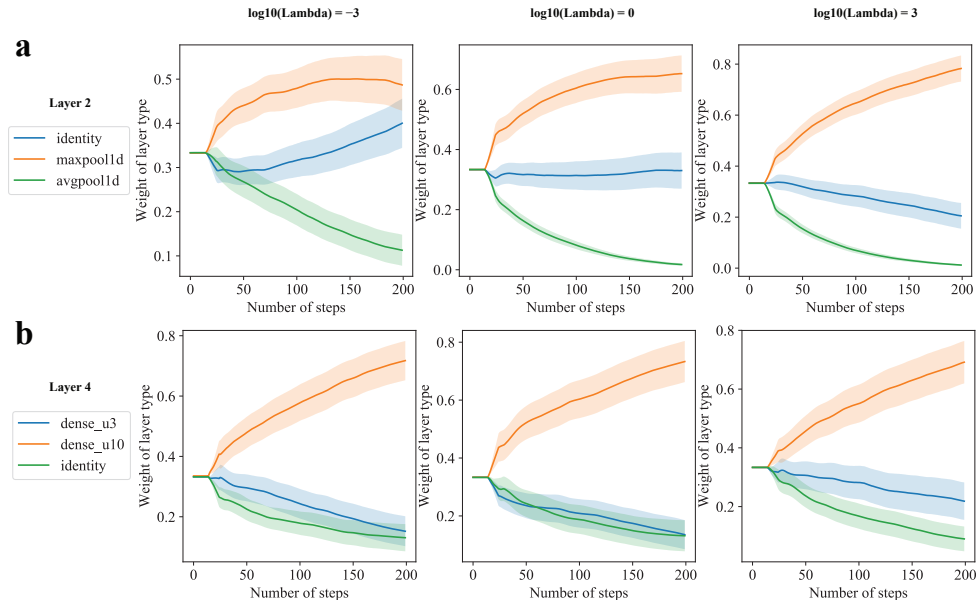 log10(Lambda) = −3
log10(Lambda) = 0
log10(Lambda) = 3
a
Layer 2
identity
maxpool1d
avgpool1d
Weight of layer type
0.5
0.4
0.3
0.2
0.1
0 50 100 150 200
Number of steps
Weight of layer type
0.6
0.4
0.2
0.0
0 50 100 150 200
Number of steps
Weight of layer type
0.8
0.6
0.4
0.2
0.0
0 50 100 150 200
Number of steps
b
Layer 4
dense_u3
dense_u10
identity
Weight of layer type
0.8
0.6
0.4
0.2
0 50 100 150 200
Number of steps
Weight of layer type
0.8
0.6
0.4
0.2
0 50 100 150 200
Number of steps
Weight of layer type
0.8
0.6
0.4
0.2
0 50 100 150 200
Number of steps